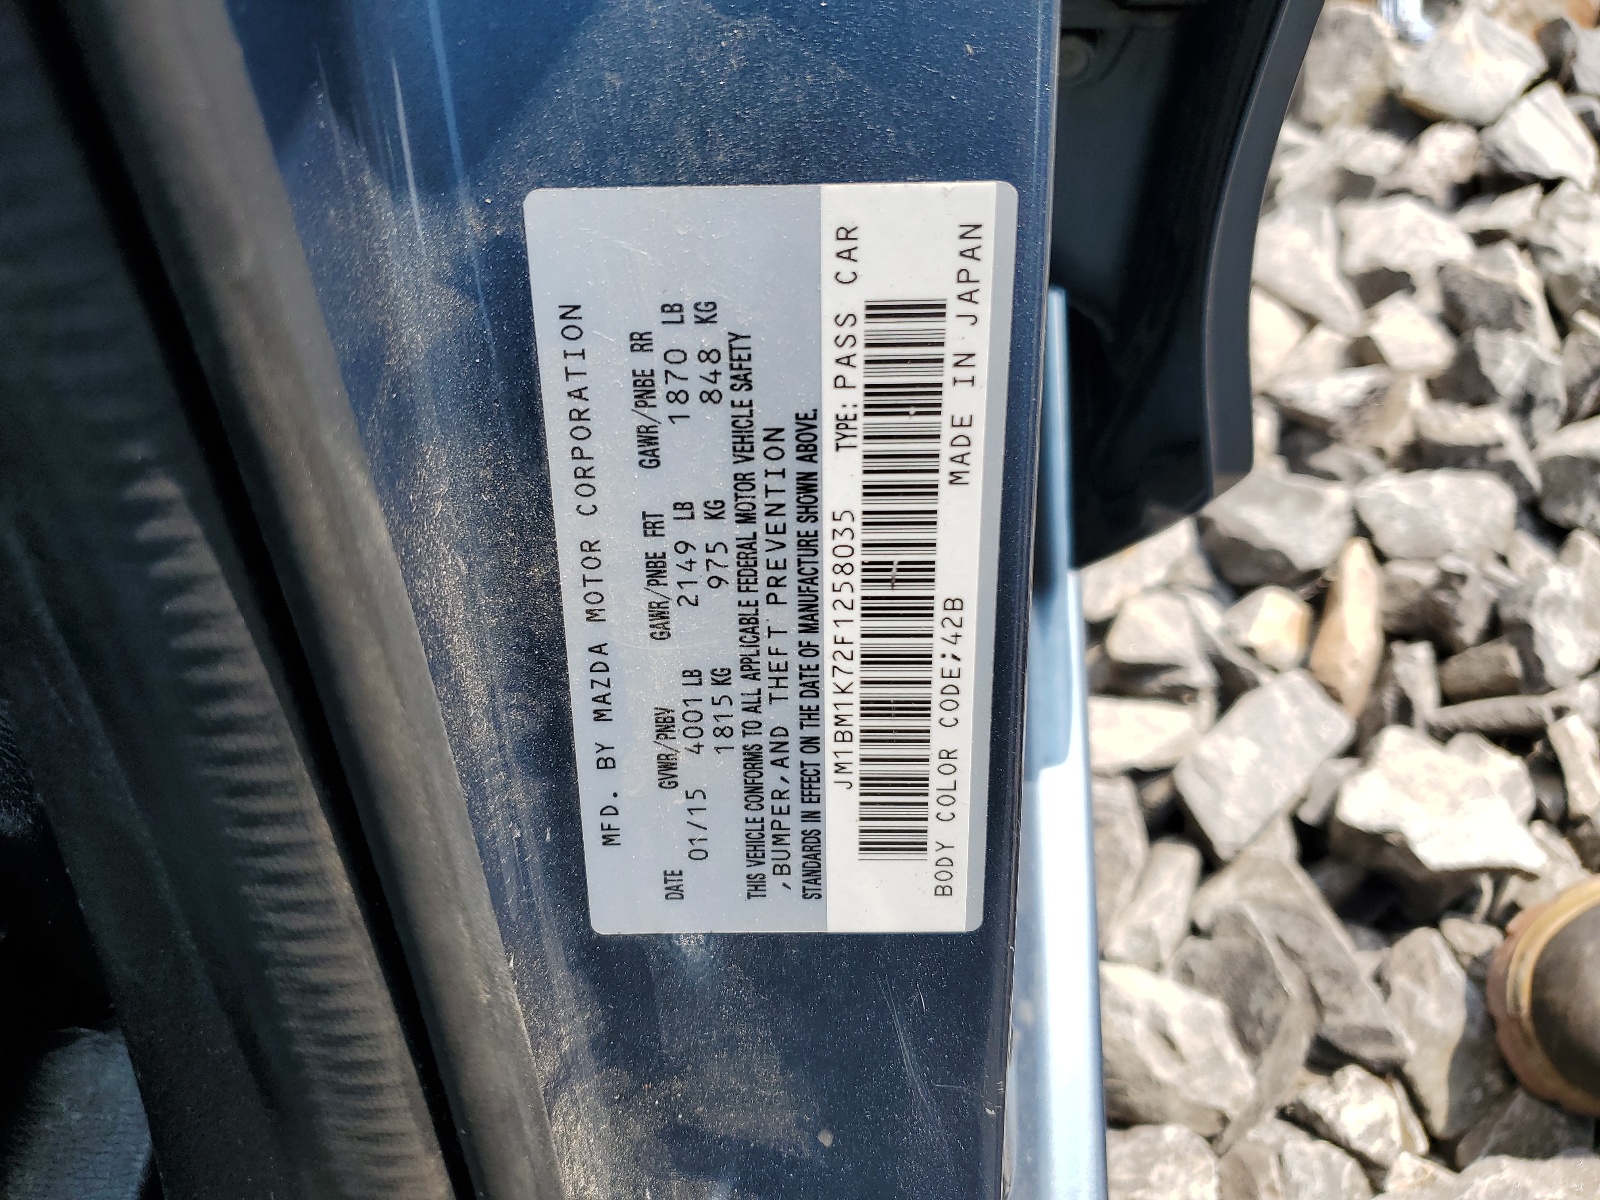 MFD. BY MAZDA MOTOR CORPORATION
DATE GVWR/PNBV GAWR/PNBE FRT GAWR/PNBE RR
01/15 4001 LB 2149 LB 1870 LB
1815 KG 975 KG 848 KG
THIS VEHICLE CONFORMS TO ALL APPLICABLE FEDERAL MOTOR VEHICLE SAFETY
,BUMPER,AND THEFT PREVENTION
STANDARDS IN EFFECT ON THE DATE OF MANUFACTURE SHOWN ABOVE.
JM1BM1K72F1258035 TYPE: PASS CAR
BODY COLOR CODE;42B MADE IN JAPAN